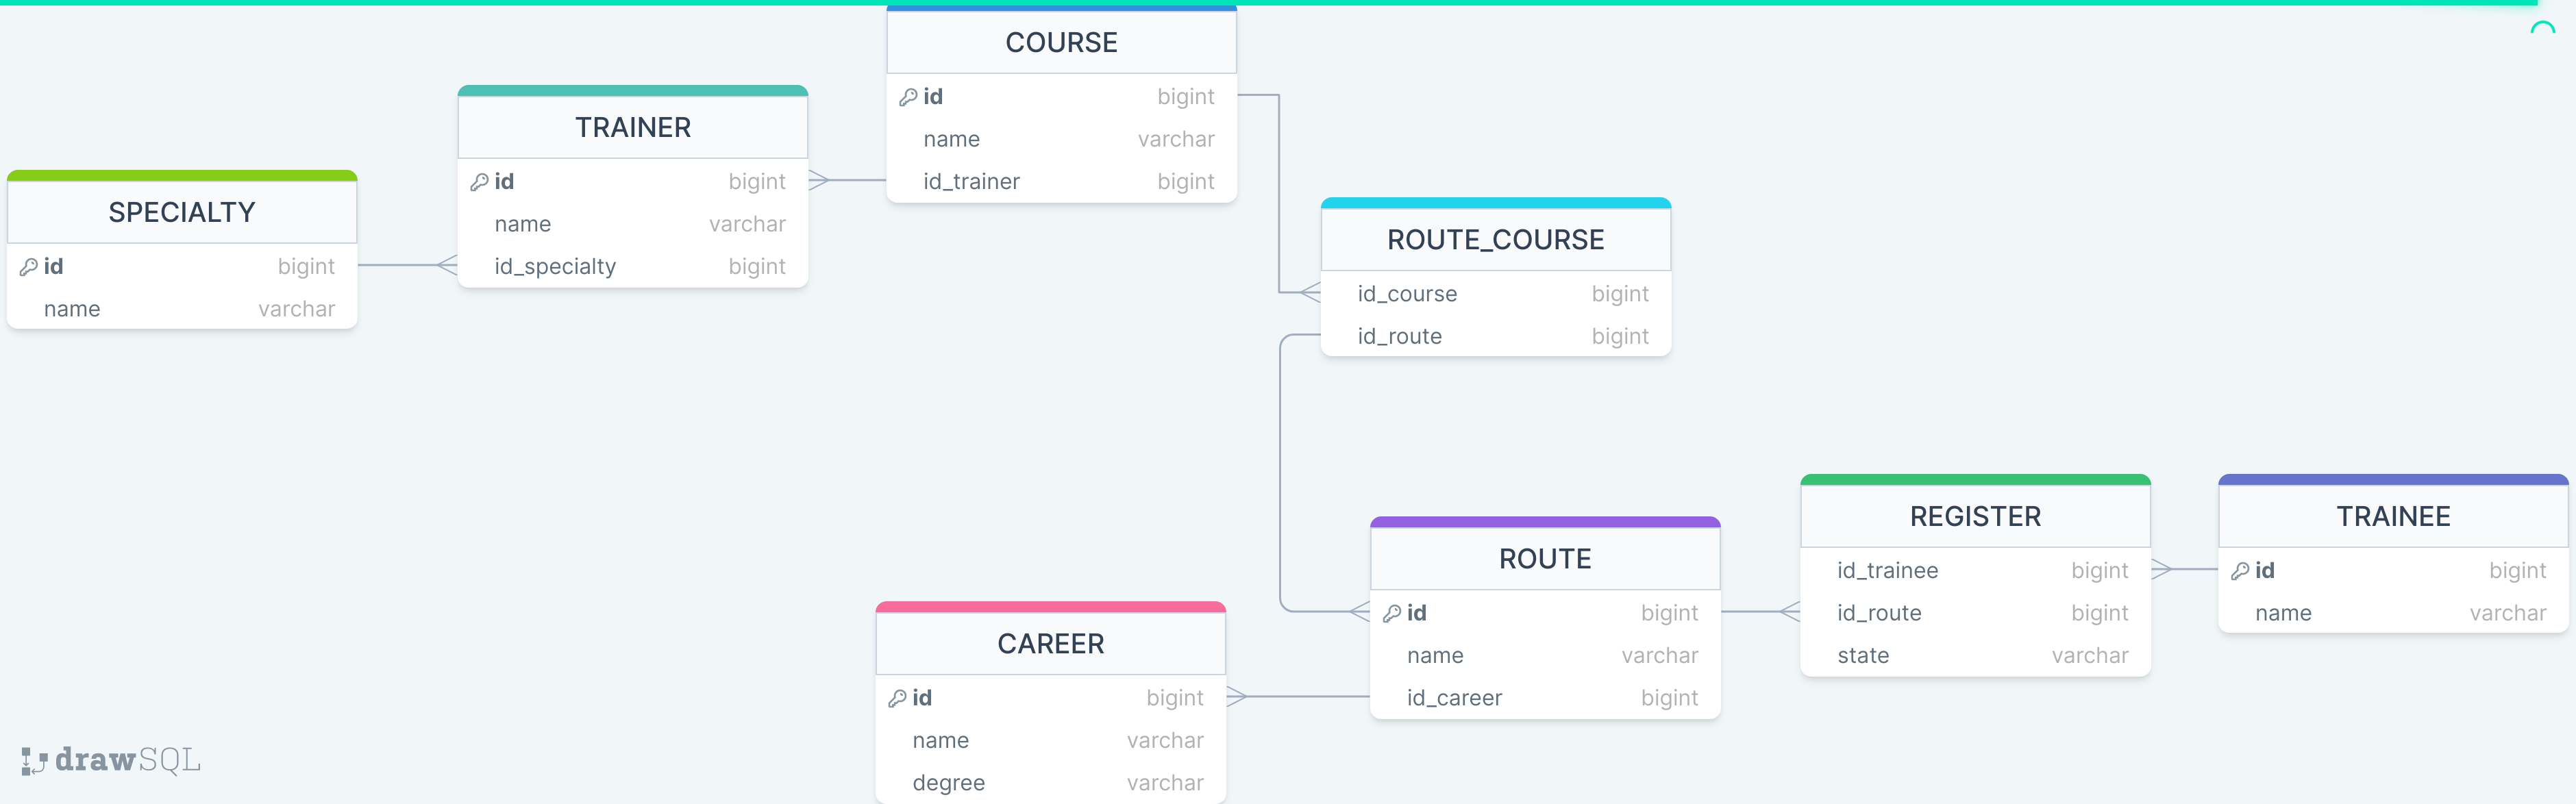 SPECIALTY
id bigint
name varchar
TRAINER
id bigint
name varchar
id_specialty bigint
COURSE
id bigint
name varchar
id_trainer bigint
ROUTE_COURSE
id_course bigint
id_route bigint
CAREER
id bigint
name varchar
degree varchar
ROUTE
id bigint
name varchar
id_career bigint
REGISTER
id_trainee bigint
id_route bigint
state varchar
TRAINEE
id bigint
name varchar
drawSQL